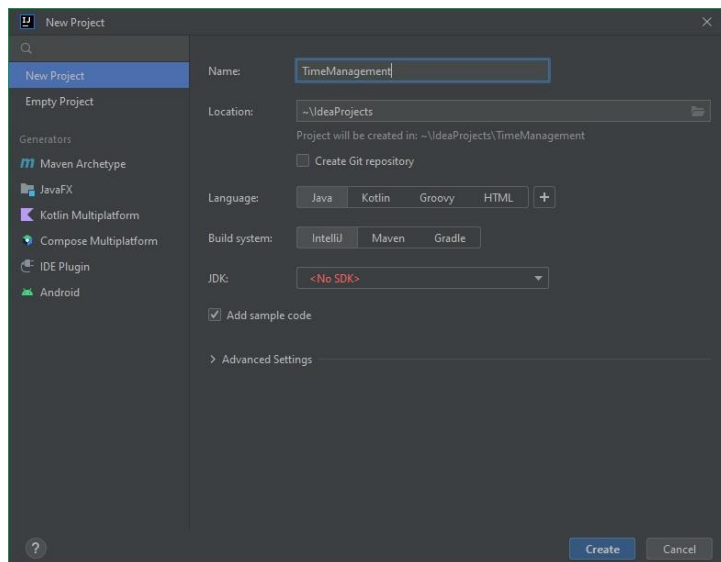 New Project
New Project
Empty Project
Generators
Maven Archetype
JavaFX
Kotlin Multiplatform
Compose Multiplatform
IDE Plugin
Android
Name: TimeManagement
Location: ~\IdeaProjects
Project will be created in: ~\IdeaProjects\TimeManagement
Create Git repository
Language: Java Kotlin Groovy HTML +
Build system: IntelliJ Maven Gradle
JDK: <No SDK>
Add sample code
> Advanced Settings
? Create Cancel